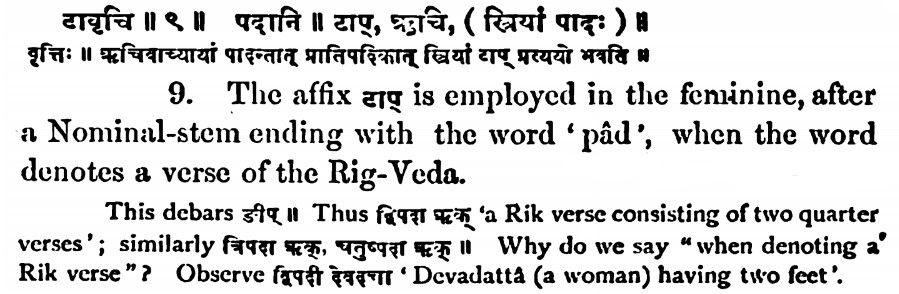 टावृचि ॥ ९ ॥ पदानि ॥ टाप्, ऋचि, ( स्त्रियां पादः ) ॥
वृत्तिः ॥ ऋचिवाच्यायां पादन्तात् प्रातिपदिकात् स्त्रियां टाप् प्रत्ययो भवति ॥
9. The affix टाप् is employed in the feminine, after
a Nominal-stem ending with the word ‘pâd’, when the word
denotes a verse of the Rig-Veda.
This debars ङीप् ॥ Thus द्विपदा ऋक् ‘a Rik verse consisting of two quarter
verses’; similarly त्रिपदा ऋक्, चतुष्पदा ऋक् ॥ Why do we say “when denoting a
Rik verse”? Observe द्विपदी देवदत्ता ‘Devadattâ (a woman) having two feet’.